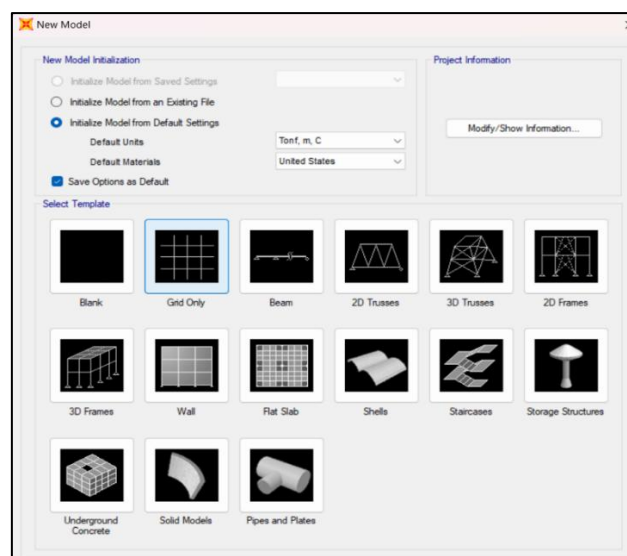 New Model
New Model Initialization
Project Information
Initialize Model from Saved Settings
Initialize Model from an Existing File
Initialize Model from Default Settings
Modify/Show Information...
Default Units
Tonf, m, C
Default Materials
United States
Save Options as Default
Select Template
Blank
Grid Only
Beam
2D Trusses
3D Trusses
2D Frames
3D Frames
Wall
Flat Slab
Shells
Staircases
Storage Structures
Underground
Concrete
Solid Models
Pipes and Plates